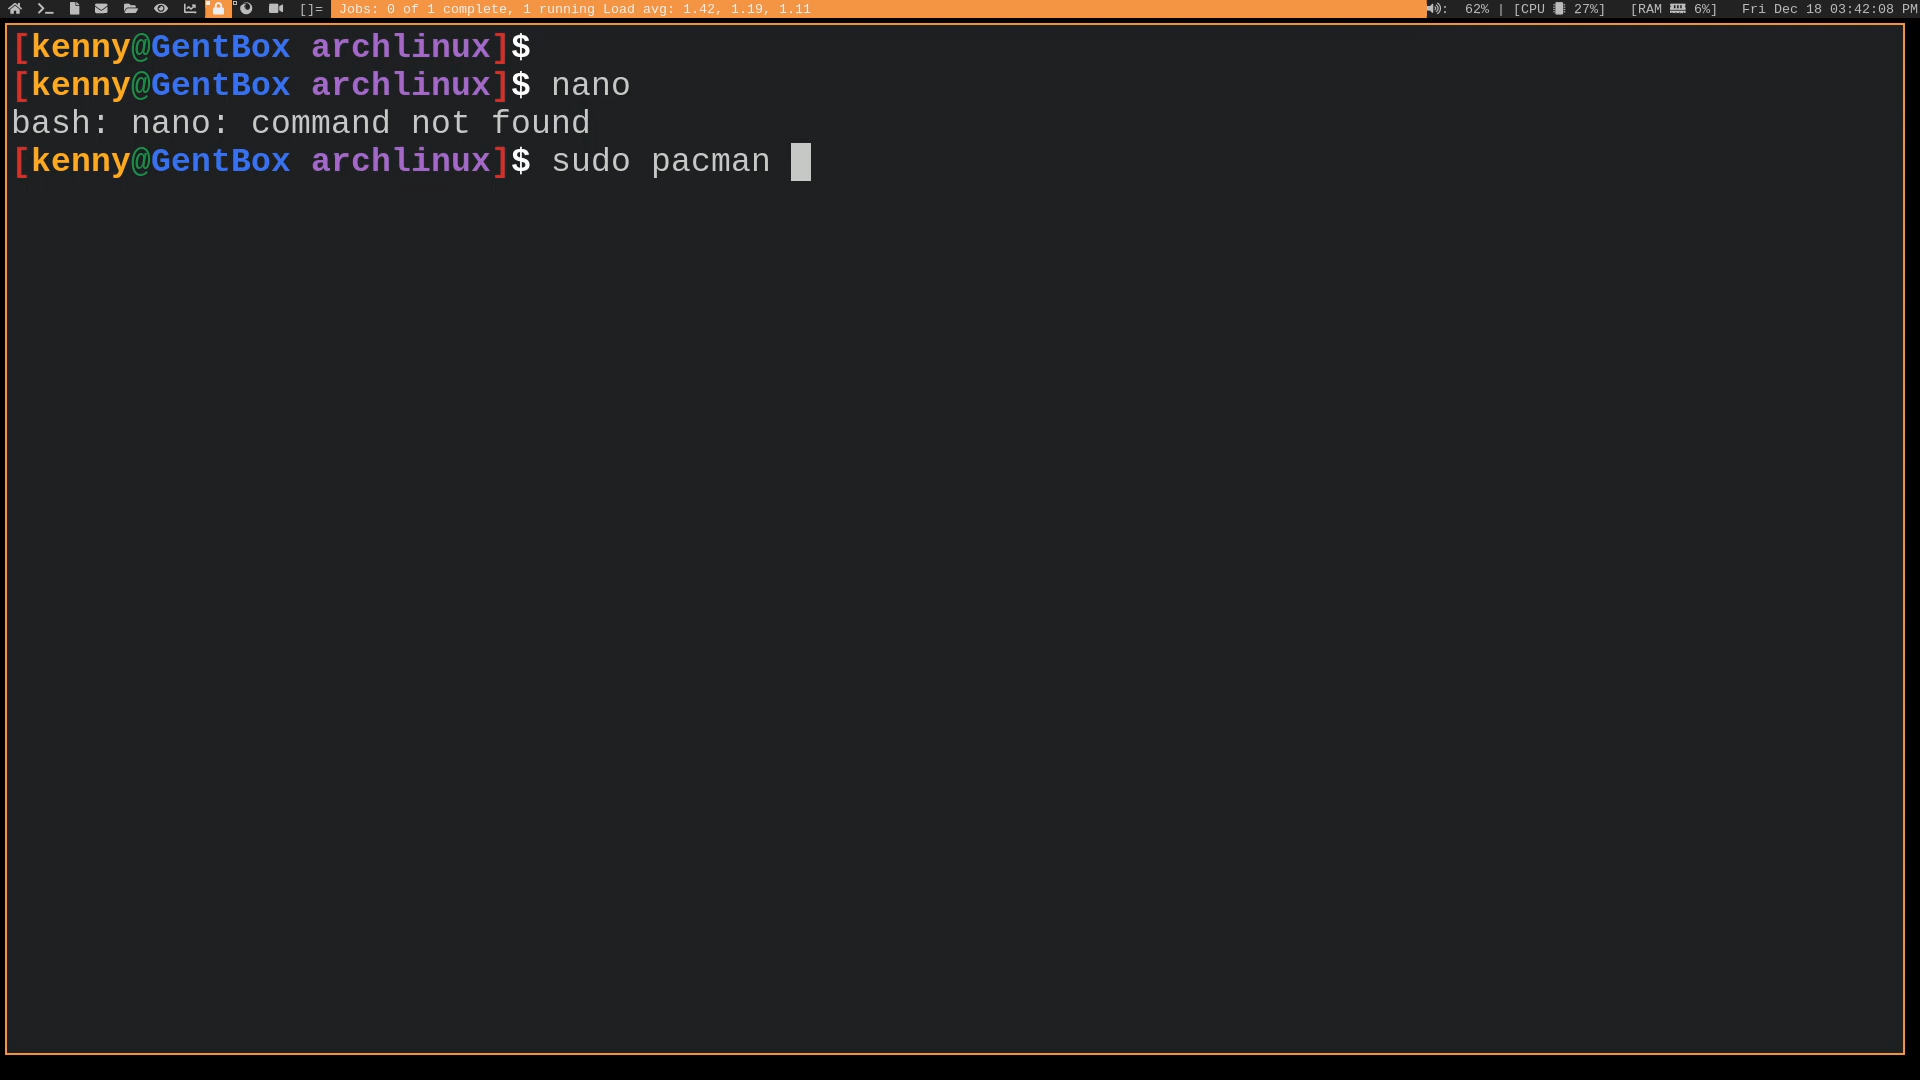 []= Jobs: 0 of 1 complete, 1 running Load avg: 1.42, 1.19, 1.11 : 62% | [CPU 27%] [RAM 6%] Fri Dec 18 03:42:08 PM
[kenny@GentBox archlinux]$
[kenny@GentBox archlinux]$ nano
bash: nano: command not found
[kenny@GentBox archlinux]$ sudo pacman